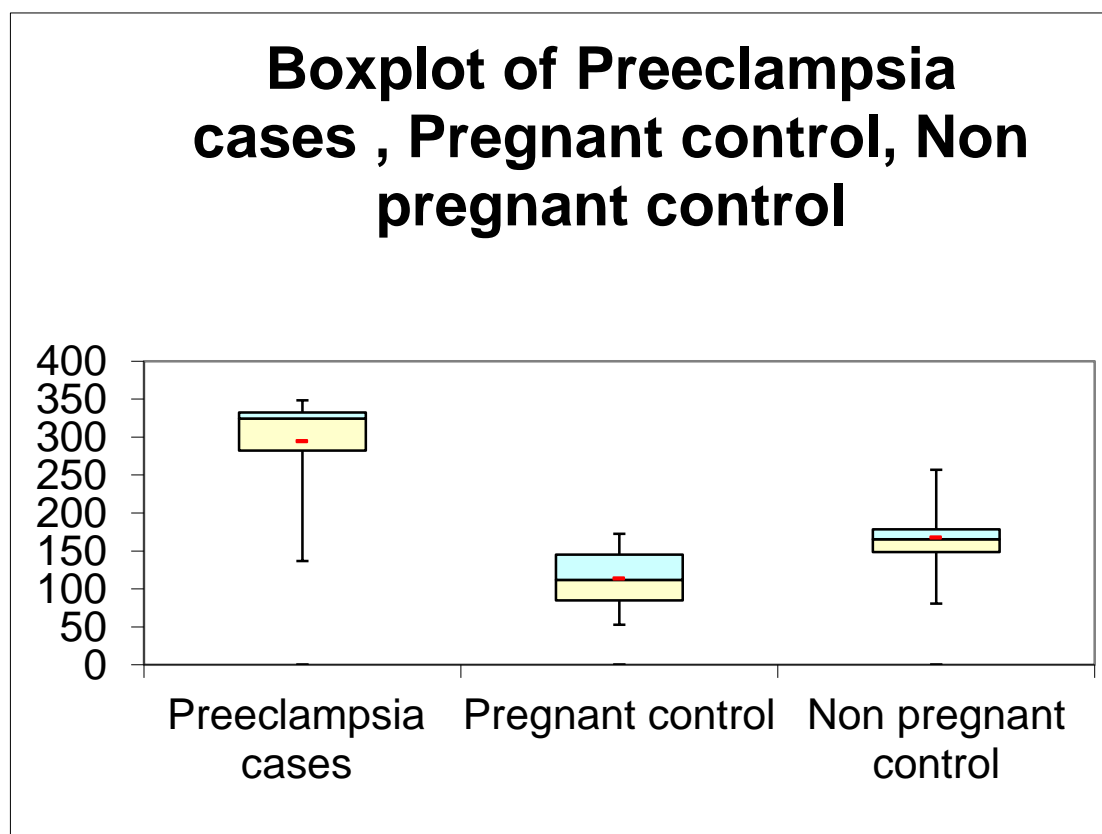 Boxplot of Preeclampsia
cases , Pregnant control, Non
pregnant control
400
350
300
250
200
150
100
50
0
Preeclampsia
cases
Pregnant control
Non pregnant
control